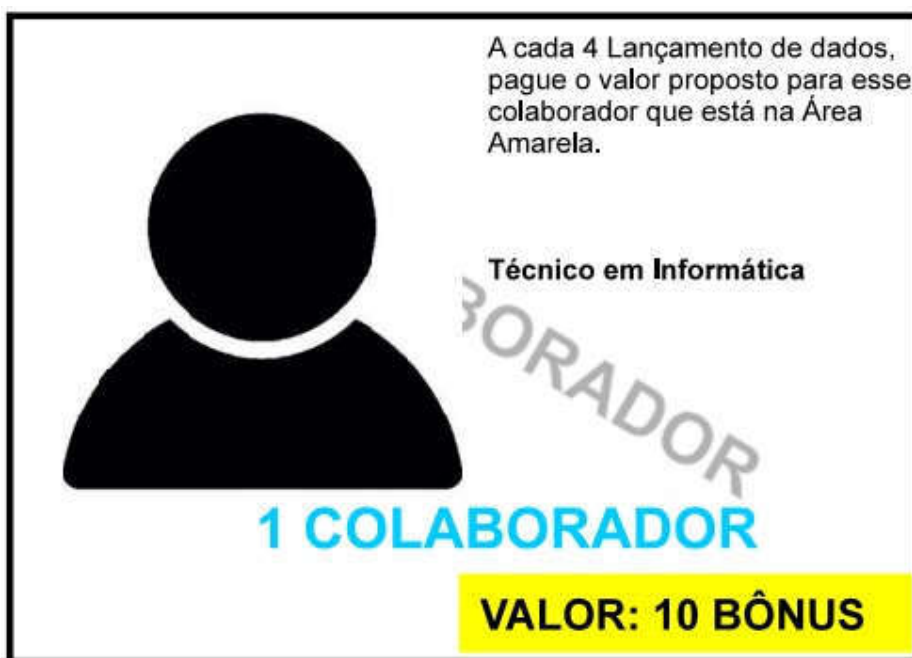 A cada 4 Lançamento de dados,
pague o valor proposto para esse
colaborador que está na Área
Amarela.
Técnico em Informática
BORADOR
1 COLABORADOR
VALOR: 10 BÔNUS